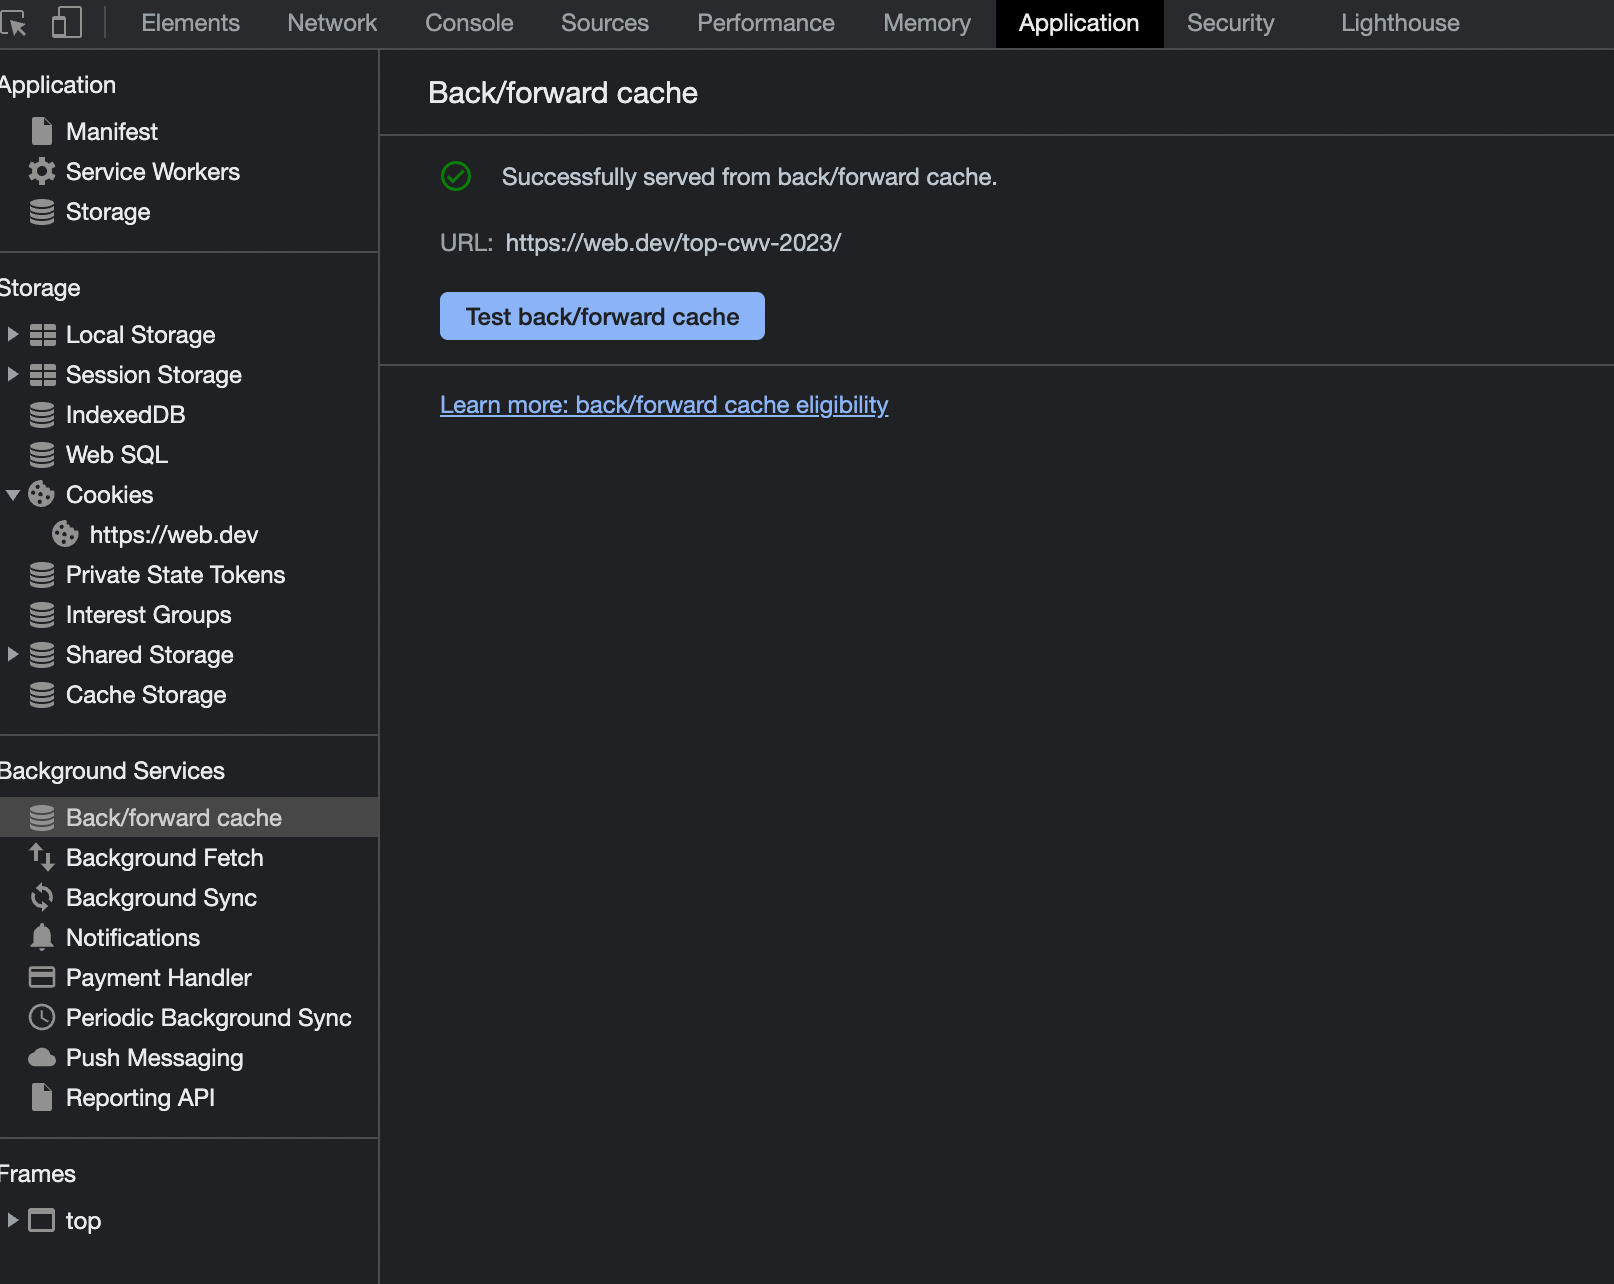 Elements
Network
Console
Sources
Performance
Memory
Application
Security
Lighthouse
Application
Manifest
Service Workers
Storage
Storage
Local Storage
Session Storage
IndexedDB
Web SQL
Cookies
https://web.dev
Private State Tokens
Interest Groups
Shared Storage
Cache Storage
Background Services
Back/forward cache
Background Fetch
Background Sync
Notifications
Payment Handler
Periodic Background Sync
Push Messaging
Reporting API
Frames
top
Back/forward cache
Successfully served from back/forward cache.
URL: https://web.dev/top-cwv-2023/
Test back/forward cache
Learn more: back/forward cache eligibility